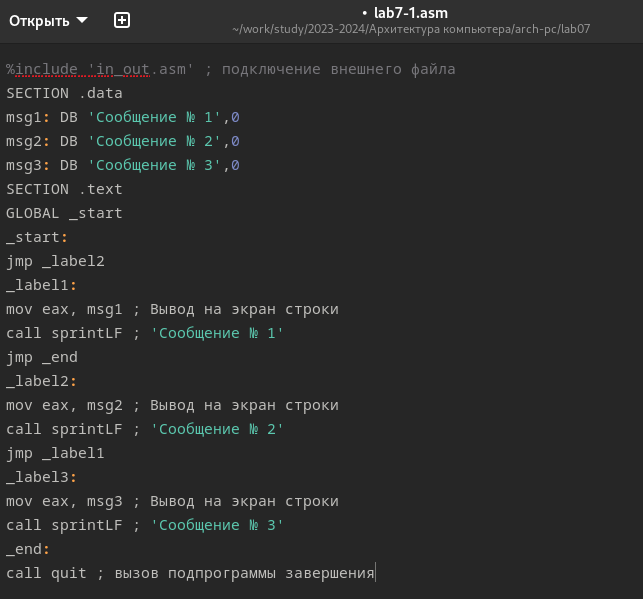 Открыть
• lab7-1.asm
~/work/study/2023-2024/Архитектура компьютера/arch-pc/lab07
%include 'in_out.asm' ; подключение внешнего файла
SECTION .data
msg1: DB 'Сообщение № 1',0
msg2: DB 'Сообщение № 2',0
msg3: DB 'Сообщение № 3',0
SECTION .text
GLOBAL _start
_start:
jmp _label2
_label1:
mov eax, msg1 ; Вывод на экран строки
call sprintLF ; 'Сообщение № 1'
jmp _end
_label2:
mov eax, msg2 ; Вывод на экран строки
call sprintLF ; 'Сообщение № 2'
jmp _label1
_label3:
mov eax, msg3 ; Вывод на экран строки
call sprintLF ; 'Сообщение № 3'
_end:
call quit ; вызов подпрограммы завершения